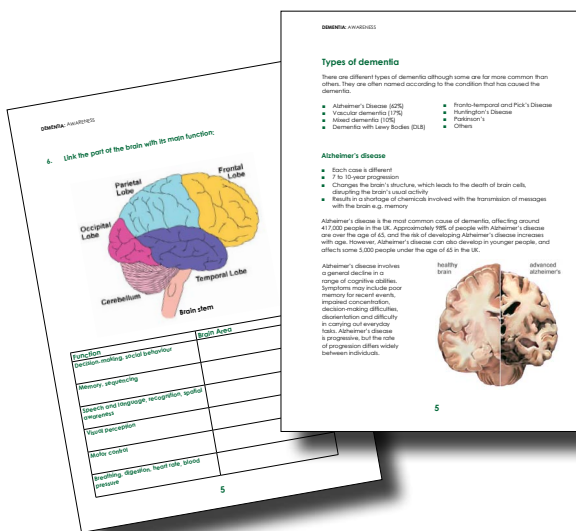 DEMENTIA: AWARENESS
6. Link the part of the brain with its main function:
Parietal
Lobe
Frontal
Lobe
Occipital
Lobe
Temporal Lobe
Cerebellum
Brain stem
Function
Brain Area
Decision making, social behaviour
Memory, sequencing
Speech and language, recognition, spatial
awareness
Visual perception
Motor control
Breathing, digestion, heart rate, blood
pressure
5
DEMENTIA: AWARENESS
Types of dementia
There are different types of dementia although some are far more common than
others. They are often named according to the condition that has caused the
dementia.
Alzheimer's Disease (62%)
Vascular dementia (17%)
Mixed dementia (10%)
Dementia with Lewy Bodies (DLB)
Fronto-temporal and Pick's Disease
Huntington's Disease
Parkinson's
Others
Alzheimer's disease
Each case is different
7 to 10-year progression
Changes the brain's structure, which leads to the death of brain cells,
disrupting the brain's usual activity
Results in a shortage of chemicals involved with the transmission of messages
with the brain e.g. memory
Alzheimer's disease is the most common cause of dementia, affecting around
417,000 people in the UK. Approximately 98% of people with Alzheimer's disease
are over the age of 65, and the risk of developing Alzheimer's disease increases
with age. However, Alzheimer's disease can also develop in younger people, and
affects some 5,000 people under the age of 65 in the UK.
Alzheimer's disease involves
a general decline in a
range of cognitive abilities.
Symptoms may include poor
memory for recent events,
impaired concentration,
decision-making difficulties,
disorientation and difficulty
in carrying out everyday
tasks. Alzheimer's disease
is progressive, but the rate
of progression differs widely
between individuals.
healthy
brain
advanced
alzheimer's
5